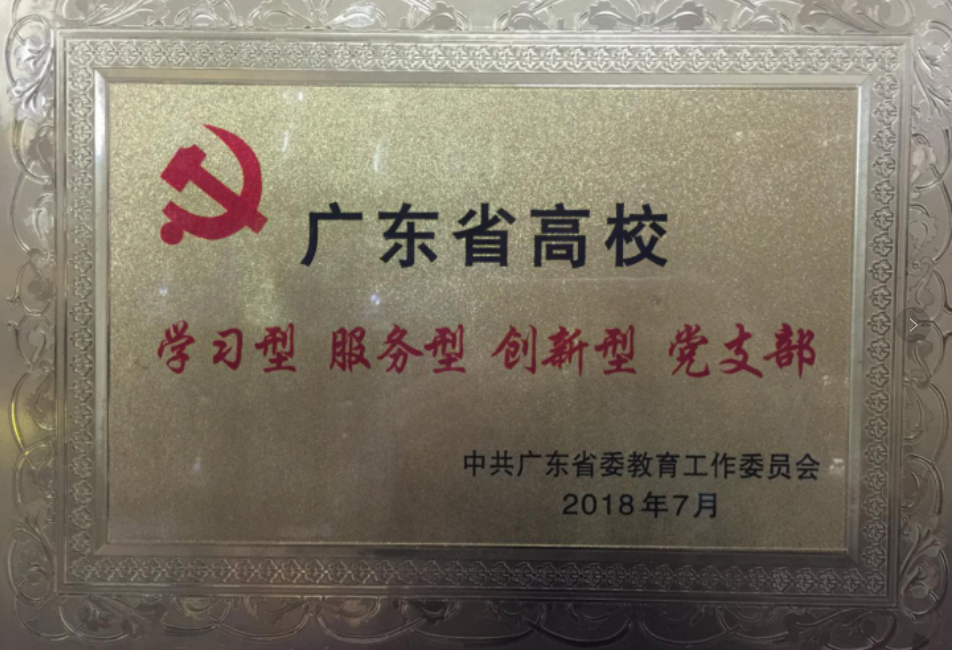 广东省高校
学习型 服务型 创新型 党支部
中共广东省委教育工作委员会
2018年7月